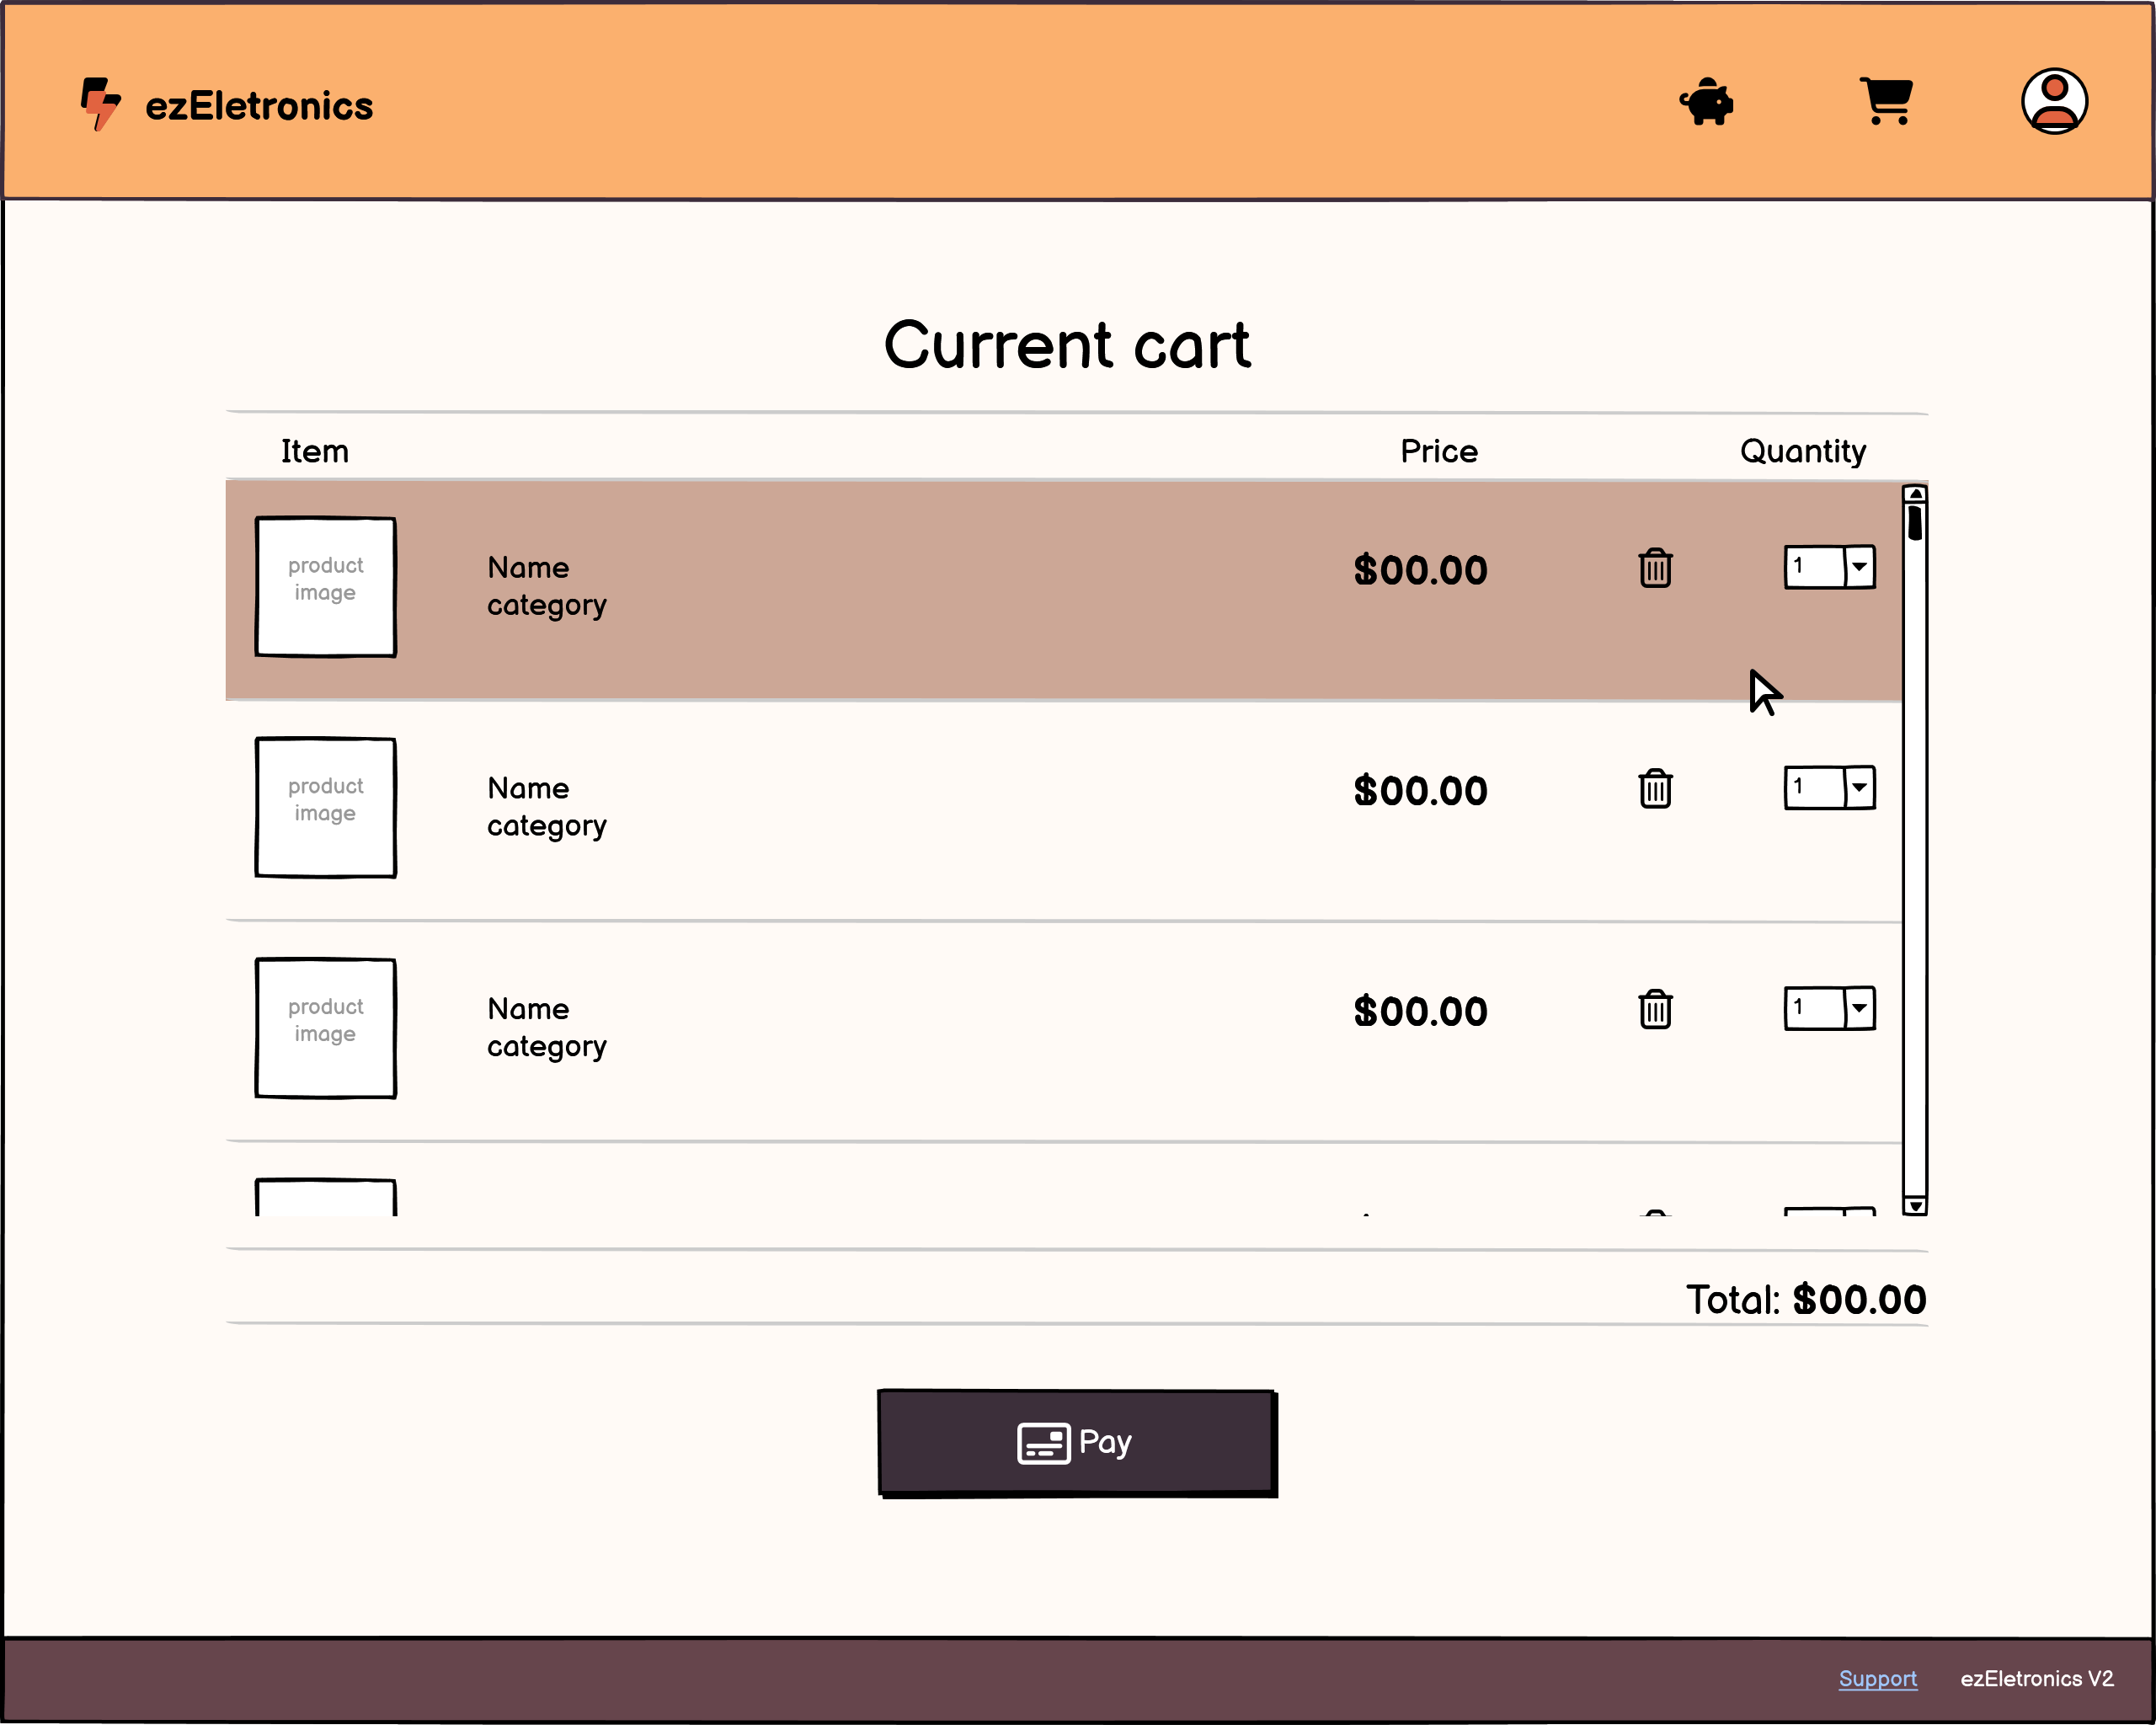 ezEletronics
Current cart
Item Price Quantity
product
image
Name
category
$00.00
1
product
image
Name
category
$00.00
1
product
image
Name
category
$00.00
1
Total: $00.00
Pay
Support ezEletronics V2